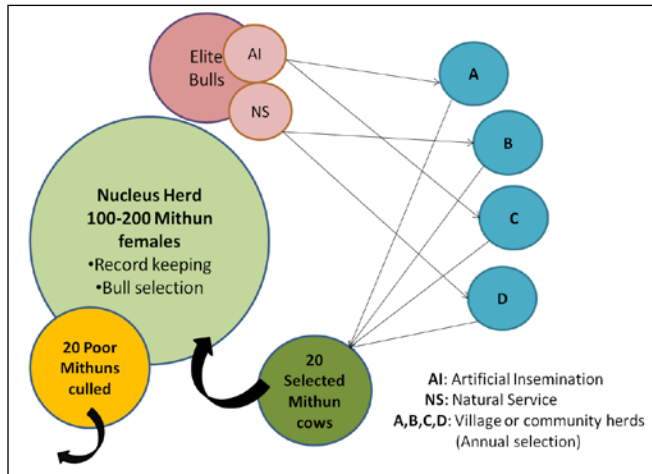 Elite
Bulls
AI
NS
A
B
C
D
Nucleus Herd
100-200 Mithun
females
•Record keeping
•Bull selection
20 Poor
Mithuns
culled
20
Selected
Mithun
cows
AI: Artificial Insemination
NS: Natural Service
A,B,C,D: Village or community herds
(Annual selection)